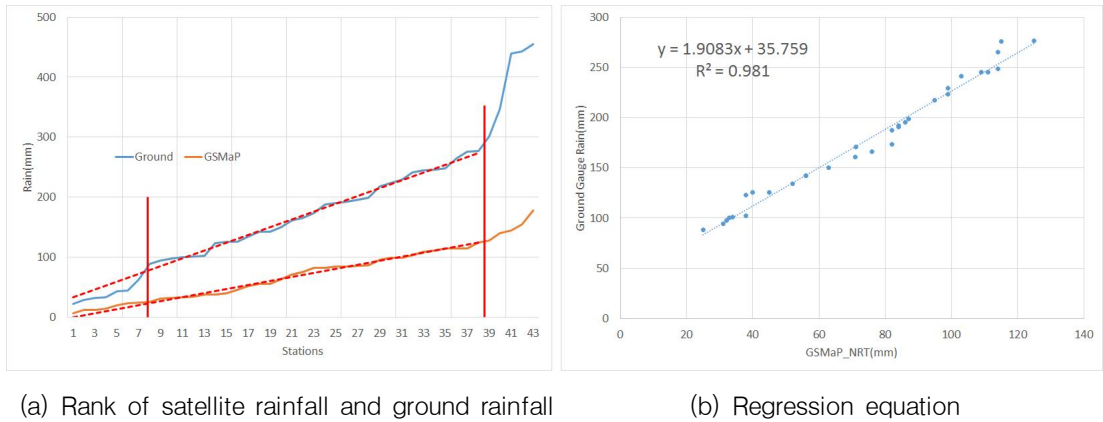 500
400
300
200
100
0
Rain(mm)
Ground GSMaP
1 3 5 7 9 11 13 15 17 19 21 23 25 27 29 31 33 35 37 39 41 43
Stations
300
250
200
150
100
50
0
Ground Gauge Rain(mm)
y = 1.9083x + 35.759
R² = 0.981
0 20 40 60 80 100 120 140
GSMaP_NRT(mm)
(a) Rank of satellite rainfall and ground rainfall
(b) Regression equation